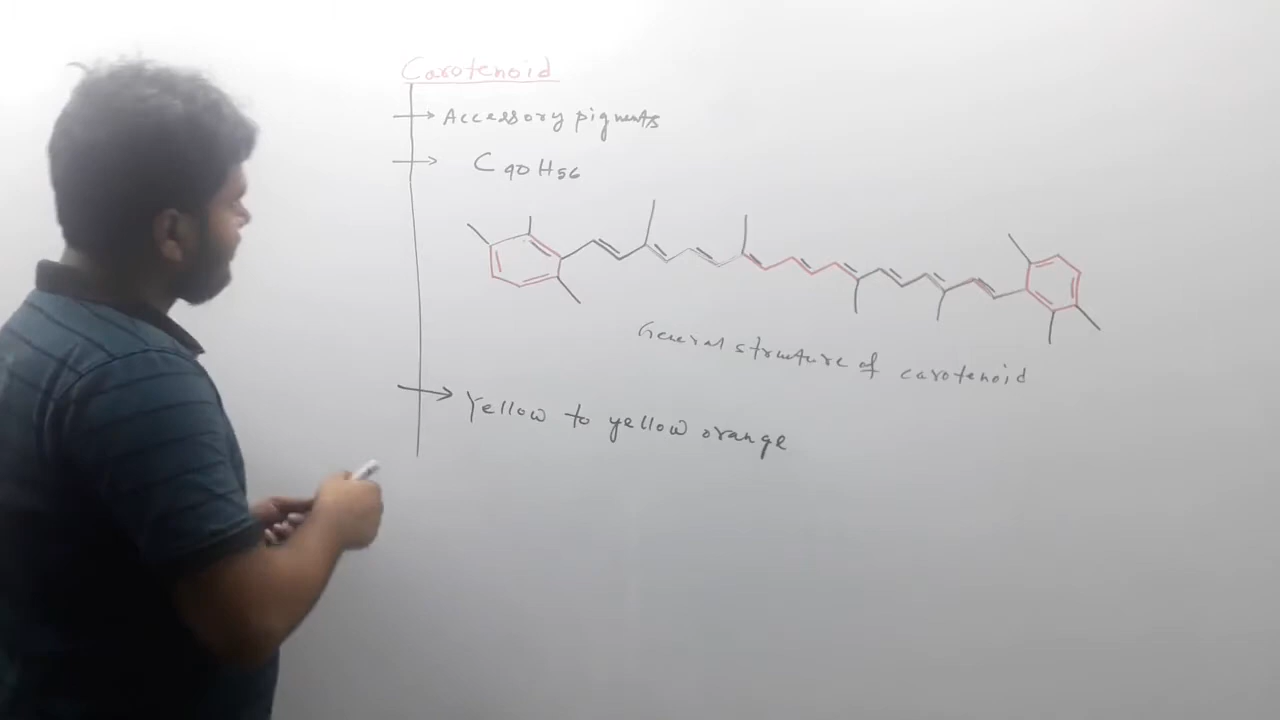 Carotenoid
Accessory pigments
C40H56
General structure of carotenoid
Yellow to yellow orange